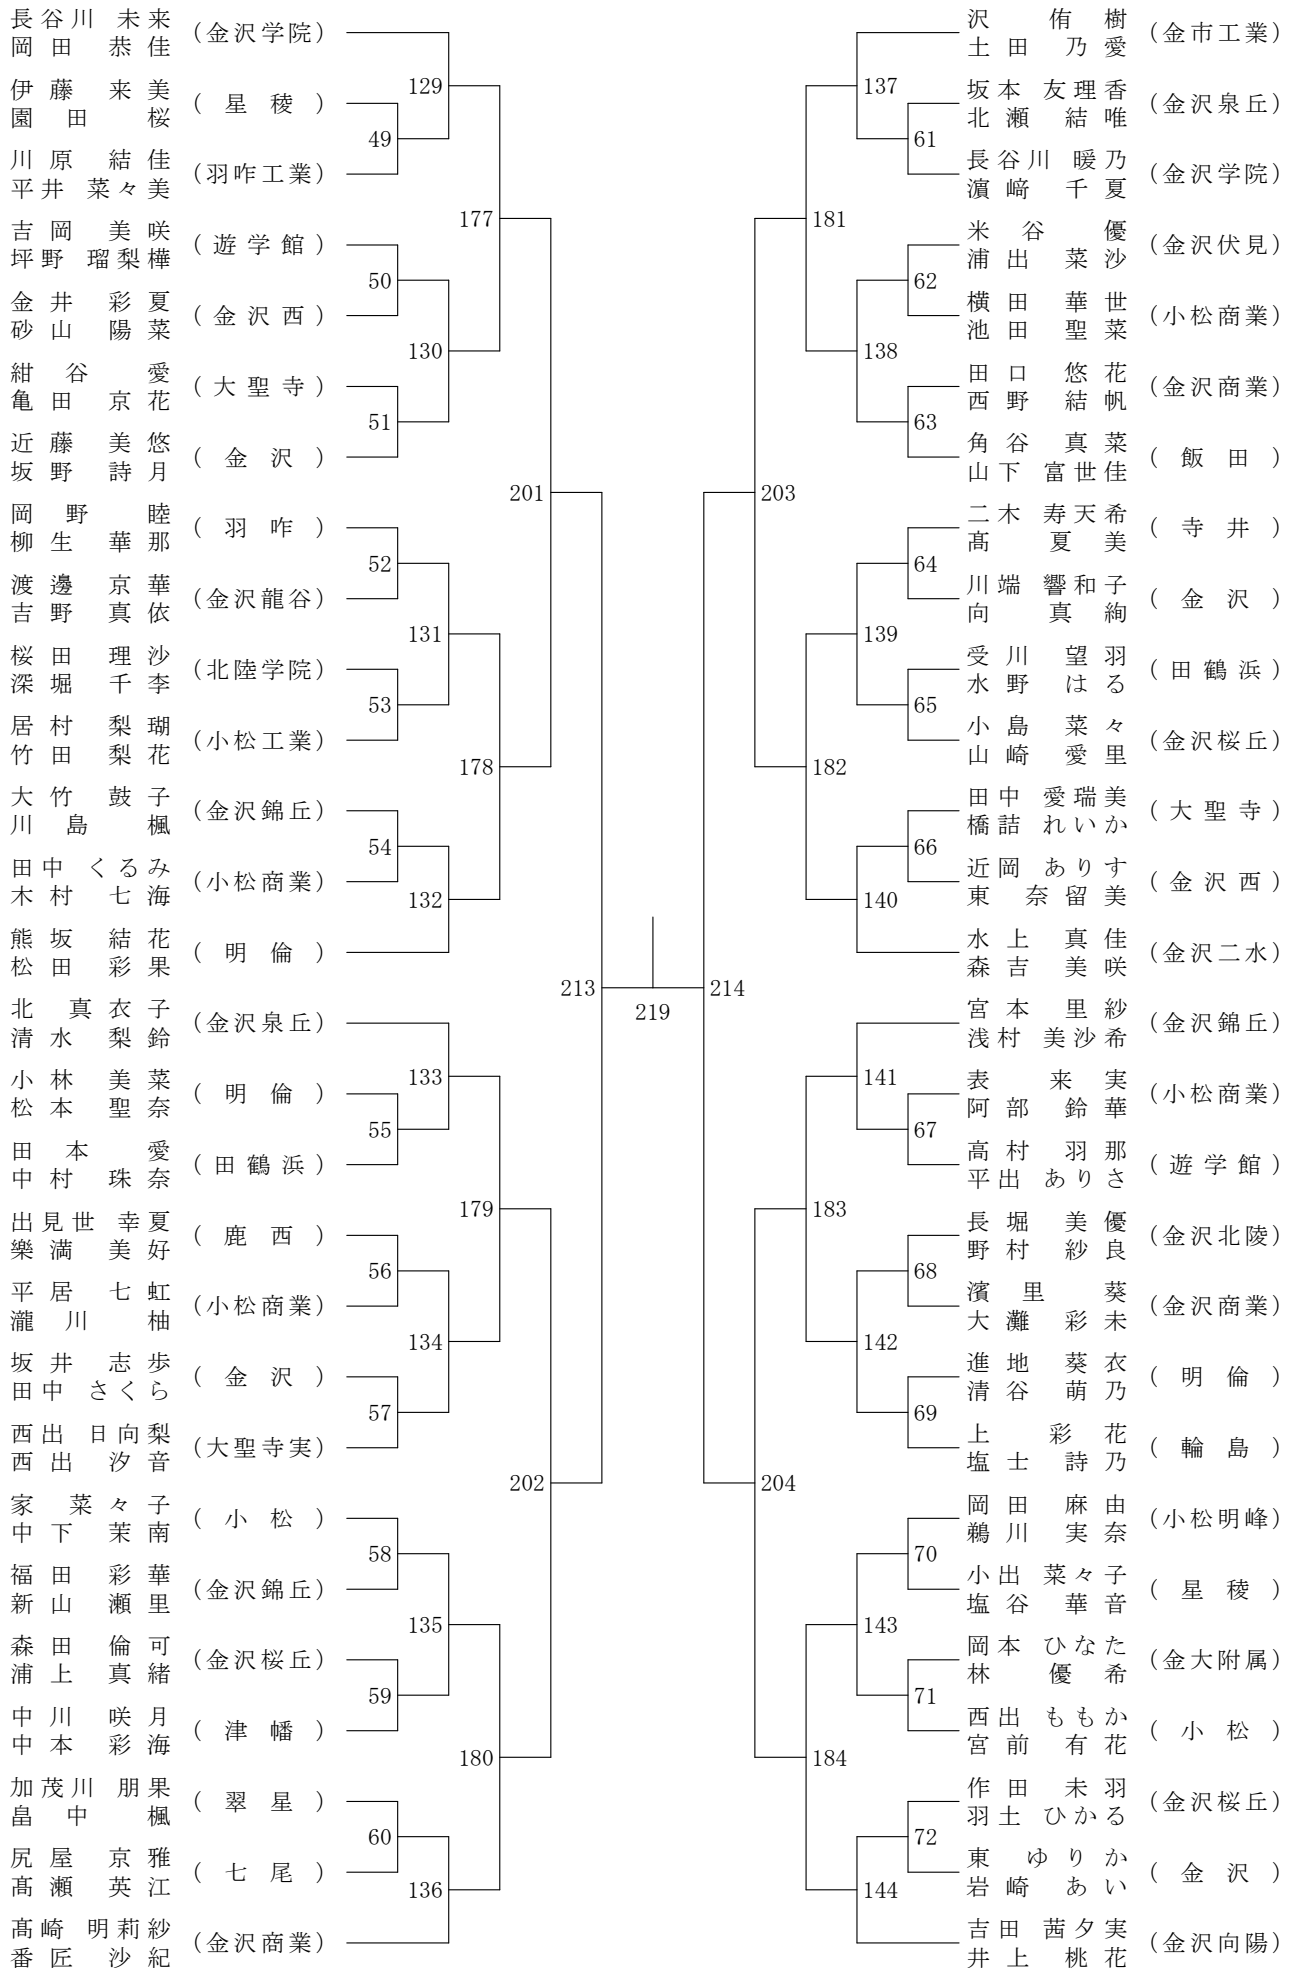 長谷川 未来
岡田 恭佳 (金沢学院)
伊藤 来美
園田 桜 (星稜)
川原 結佳
平井 菜々美 (羽咋工業)
吉岡 美咲
坪野 瑠梨樺 (遊学館)
金井 彩夏
砂山 陽菜 (金沢西)
紺谷 愛
亀田 京花 (大聖寺)
近藤 美悠
坂野 詩月 (金沢)
岡野 睦
柳生 華那 (羽咋)
渡邊 京華
吉野 真依 (金沢龍谷)
桜田 理沙
深堀 千李 (北陸学院)
居村 梨瑚
竹田 梨花 (小松工業)
大竹 鼓子
川島 楓 (金沢錦丘)
田中 くるみ
木村 七海 (小松商業)
熊坂 結花
松田 彩果 (明倫)
北 真衣子
清水 梨鈴 (金沢泉丘)
小林 美菜
松本 聖奈 (明倫)
田本 愛
中村 珠奈 (田鶴浜)
出見世 幸夏
樂満 美好 (鹿西)
平居 七虹
瀧川 柚 (小松商業)
坂井 志歩
田中 さくら (金沢)
西出 日向梨
西出 汐音 (大聖寺実)
家 菜々子
中下 茉南 (小松)
福田 彩華
新山 瀬里 (金沢錦丘)
森田 倫可
浦上 真緒 (金沢桜丘)
中川 咲月
中本 彩海 (津幡)
加茂川 朋果
畠中 楓 (翠星)
尻屋 京雅
髙瀬 英江 (七尾)
髙崎 明莉紗
番匠 沙紀 (金沢商業)
49
50
51
52
53
54
55
56
57
58
59
60
129
130
131
132
133
134
135
136
177
178
179
180
201
202
213
219
214
203
204
181
182
183
184
137
138
139
140
141
142
143
144
61
62
63
64
65
66
67
68
69
70
71
72
沢 侑樹
土田 乃愛 (金市工業)
坂本 友理香
北瀬 結唯 (金沢泉丘)
長谷川 暖乃
濵﨑 千夏 (金沢学院)
米谷 優
浦出 菜沙 (金沢伏見)
横田 華世
池田 聖菜 (小松商業)
田口 悠花
西野 結帆 (金沢商業)
角谷 真菜
山下 富世佳 (飯田)
二木 寿天希
髙 夏美 (寺井)
川端 響和子
向 真絢 (金沢)
受川 望羽
水野 はる (田鶴浜)
小島 菜々
山崎 愛里 (金沢桜丘)
田中 愛瑞美
橋詰 れいか (大聖寺)
近岡 ありす
東 奈留美 (金沢西)
水上 真佳
森吉 美咲 (金沢二水)
宮本 里紗
浅村 美沙希 (金沢錦丘)
表 来実
阿部 鈴華 (小松商業)
高村 羽那
平出 ありさ (遊学館)
長堀 美優
野村 紗良 (金沢北陵)
濱里 葵
大灘 彩未 (金沢商業)
進地 葵衣
清谷 萌乃 (明倫)
上 彩花
塩士 詩乃 (輪島)
岡田 麻由
鵜川 実奈 (小松明峰)
小出 菜々子
塩谷 華音 (星稜)
岡本 ひなた
林 優希 (金大附属)
西出 ももか
宮前 有花 (小松)
作田 未羽
羽土 ひかる (金沢桜丘)
東 ゆりか
岩崎 あい (金沢)
吉田 茜夕実
井上 桃花 (金沢向陽)